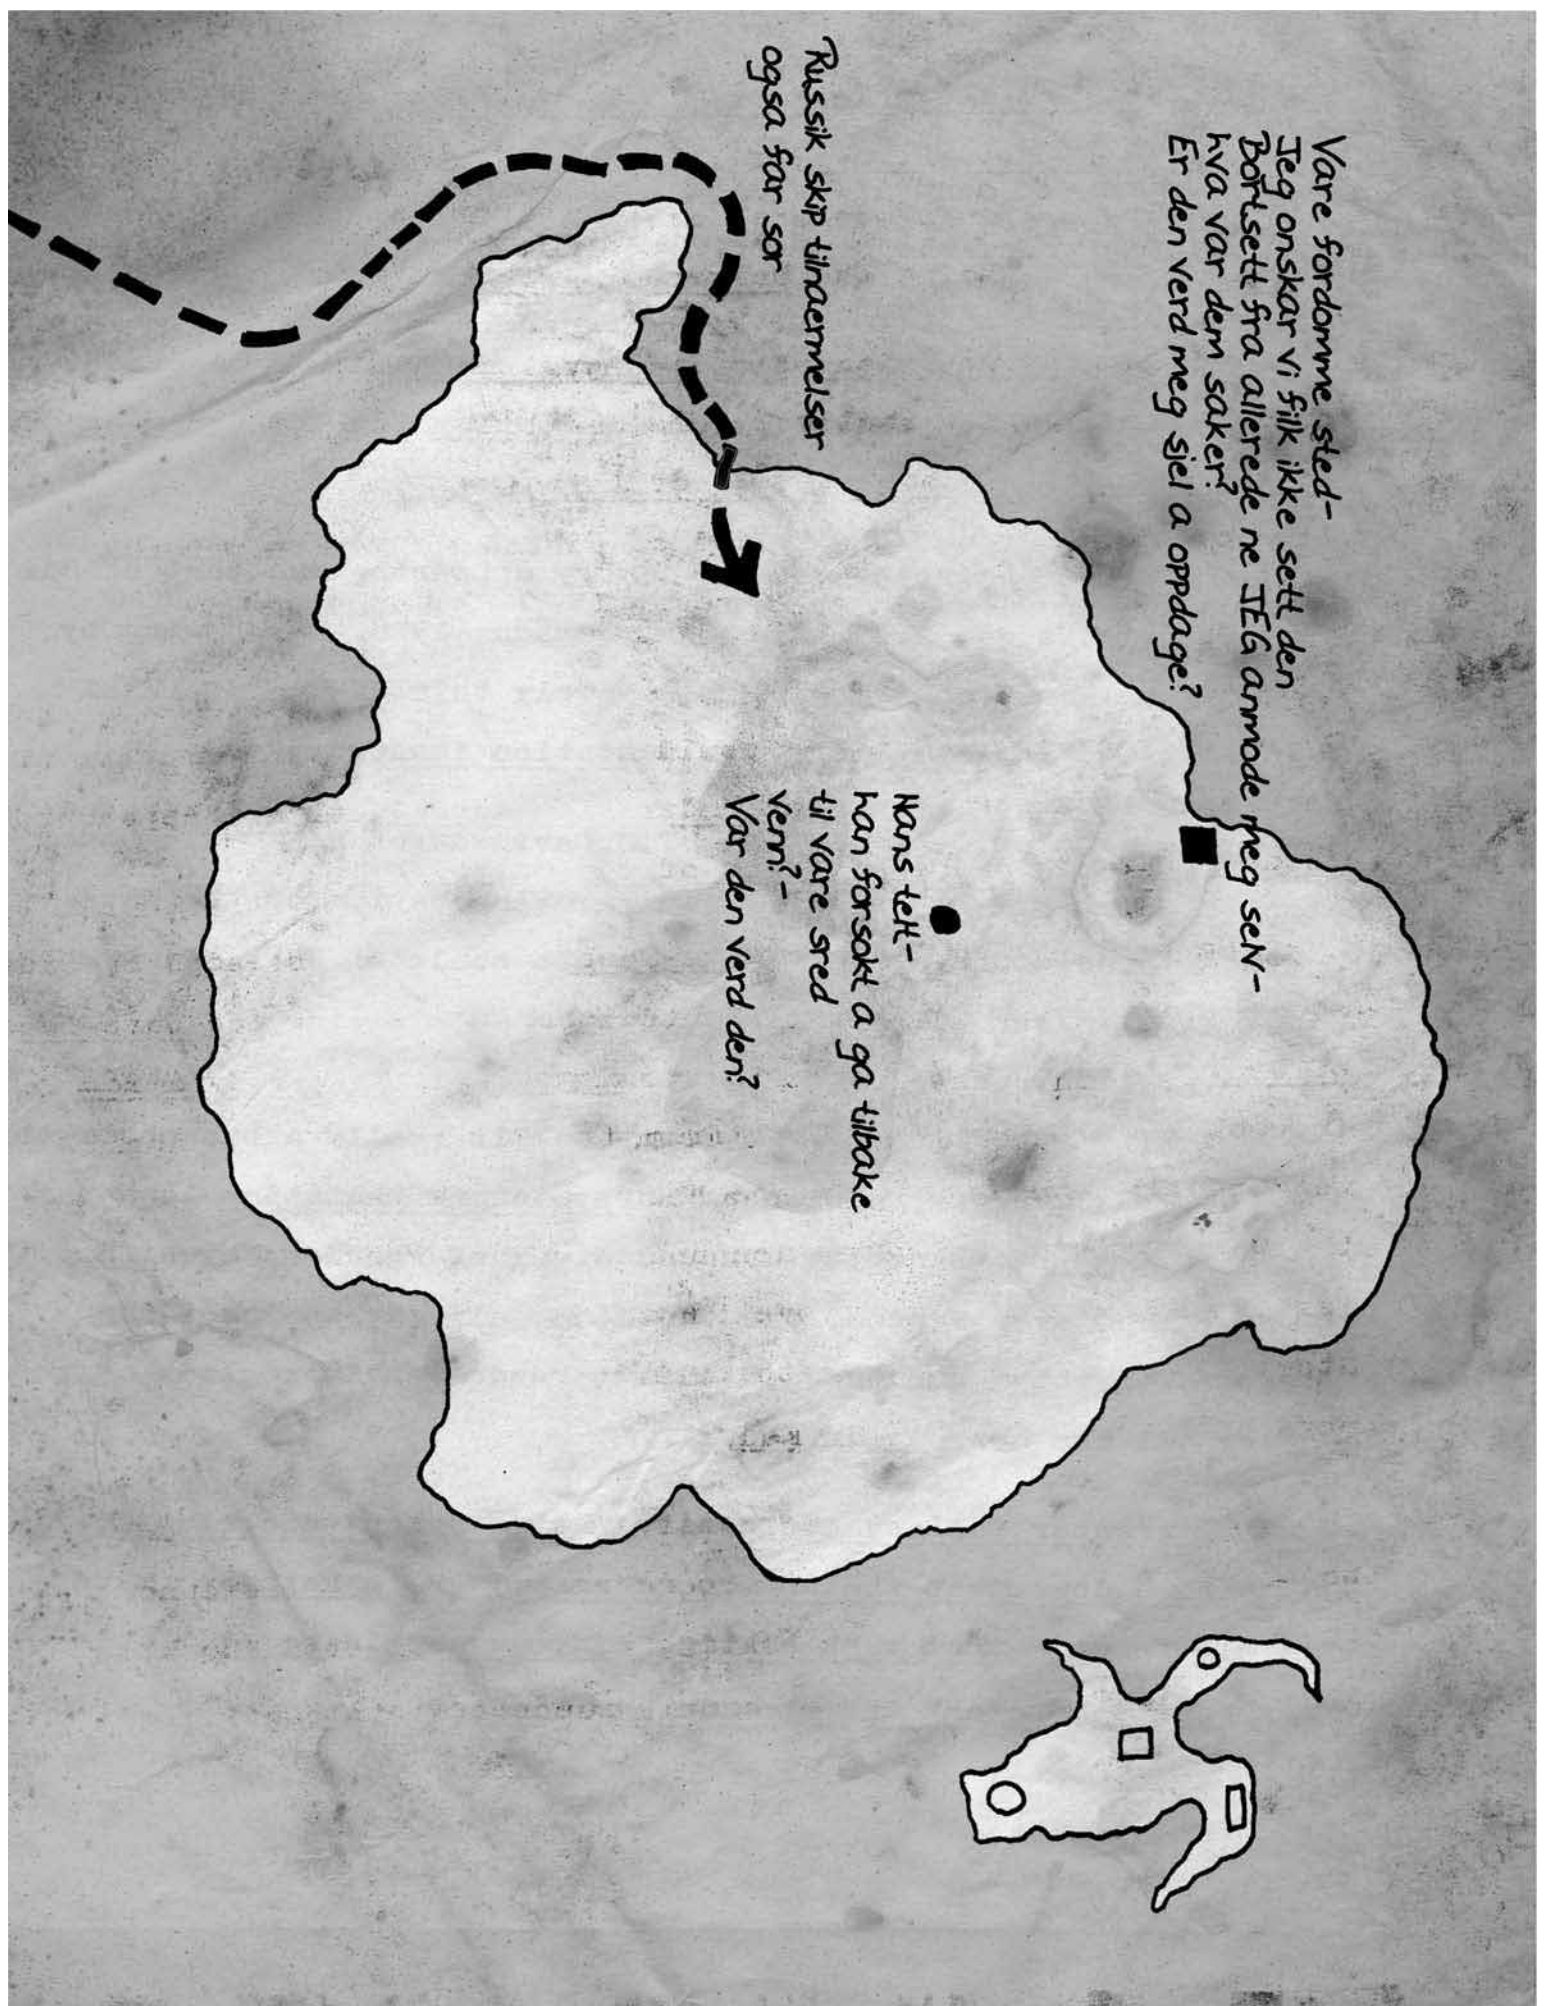 Vare fordomme sted-
Jeg onskar vi fikk ikke sett den
Bortsett fra allerede ne JEG anmode meg selv-
hva var dem saker?
Er den verd meg sjel a oppdage?
Russik skip tilnaermelser
ogsa far sor
Hans telt-
han forsokt a ga tilbake
til vare sred
venn?-
Var den verd den?